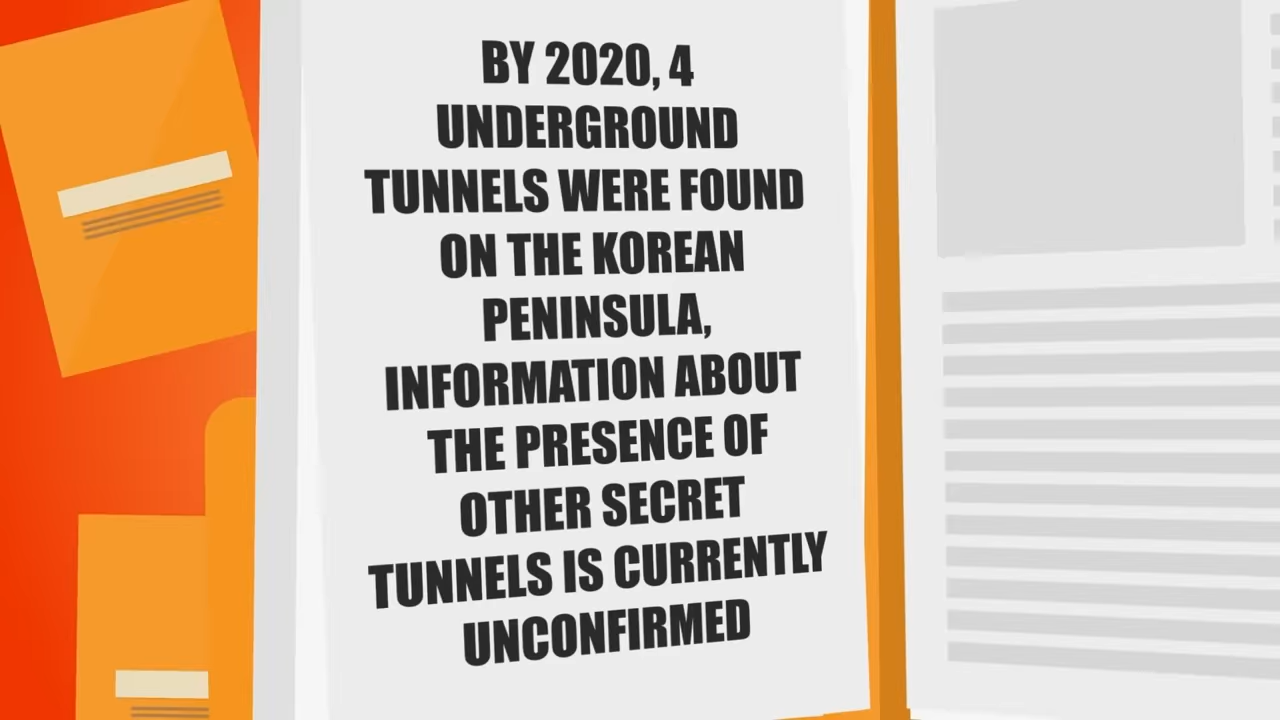 BY 2020, 4
UNDERGROUND
TUNNELS WERE FOUND
ON THE KOREAN
PENINSULA,
INFORMATION ABOUT
THE PRESENCE OF
OTHER SECRET
TUNNELS IS CURRENTLY
UNCONFIRMED